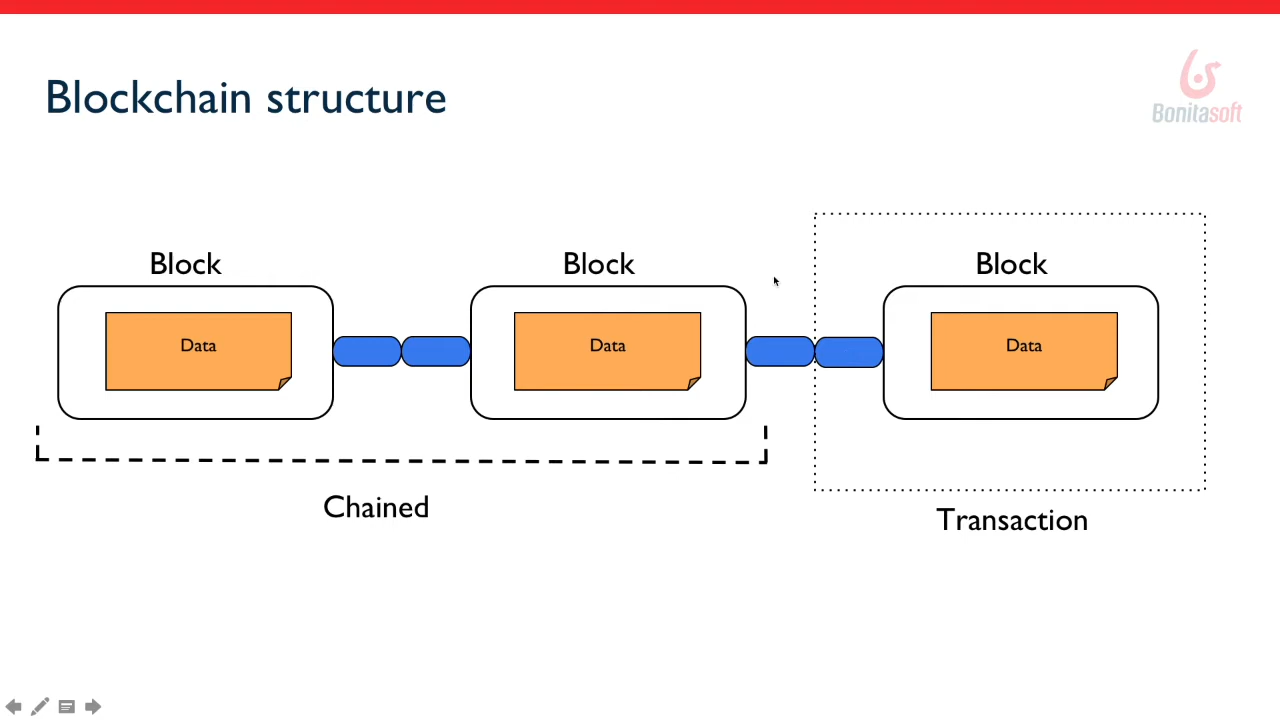 Blockchain structure
Bonitasoft
Block
Block
Block
Data
Data
Data
Chained
Transaction